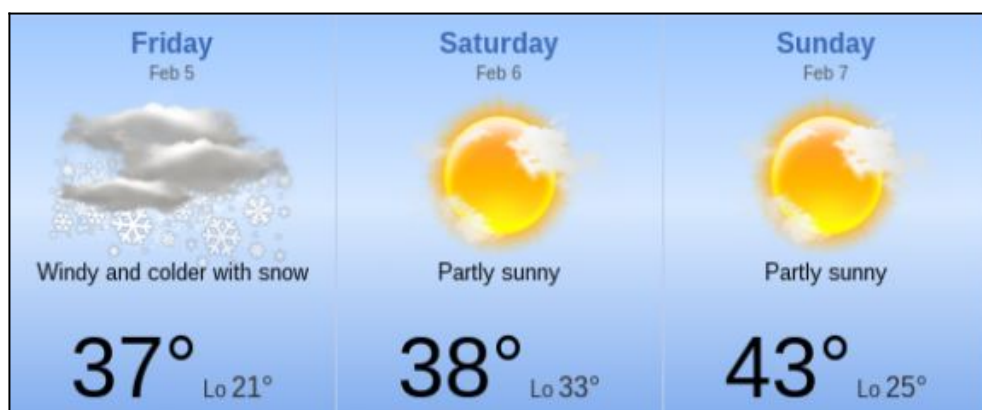 Friday
Feb 5
Windy and colder with snow
37° Lo 21°
Saturday
Feb 6
Partly sunny
38° Lo 33°
Sunday
Feb 7
Partly sunny
43° Lo 25°